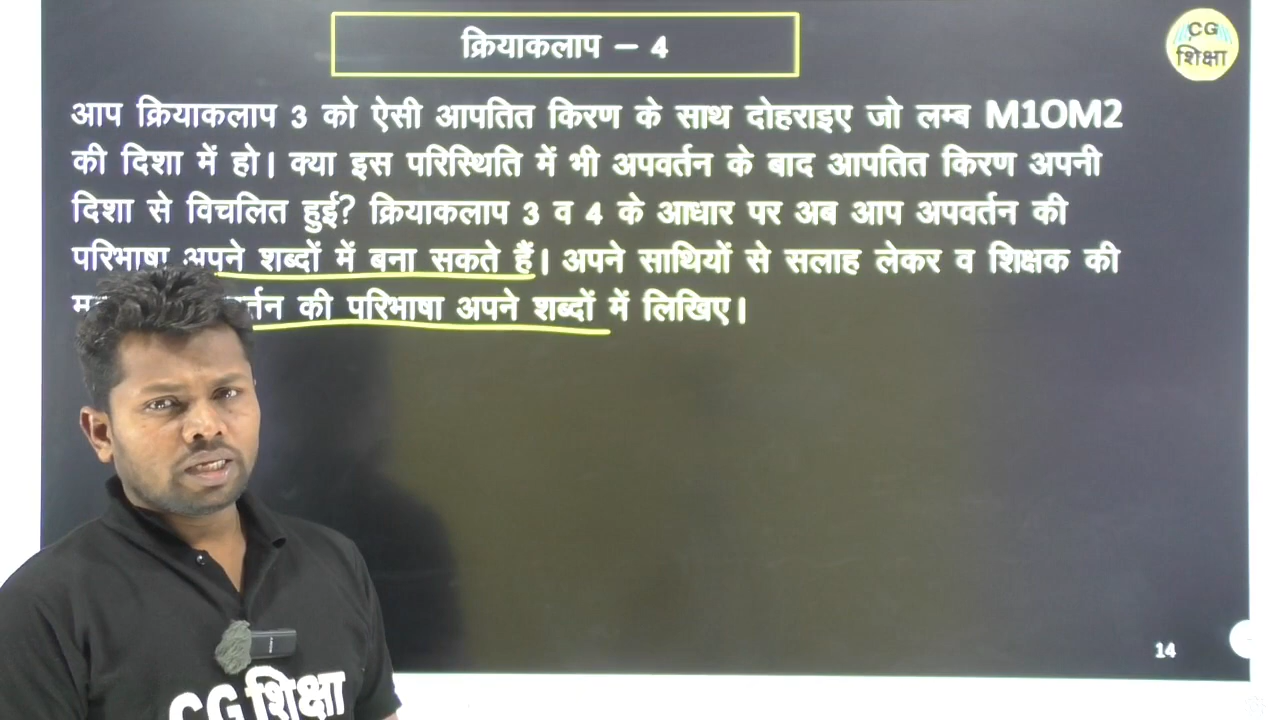 क्रियाकलाप – 4
CG
शिक्षा
आप क्रियाकलाप 3 को ऐसी आपतित किरण के साथ दोहराइए जो लम्ब M1OM2
की दिशा में हो। क्या इस परिस्थिति में भी अपवर्तन के बाद आपतित किरण अपनी
दिशा से विचलित हुई? क्रियाकलाप 3 व 4 के आधार पर अब आप अपवर्तन की
परिभाषा अपने शब्दों में बना सकते हैं। अपने साथियों से सलाह लेकर व शिक्षक की
की परिभाषा अपने शब्दों में लिखिए।
14
CG शिक्षा